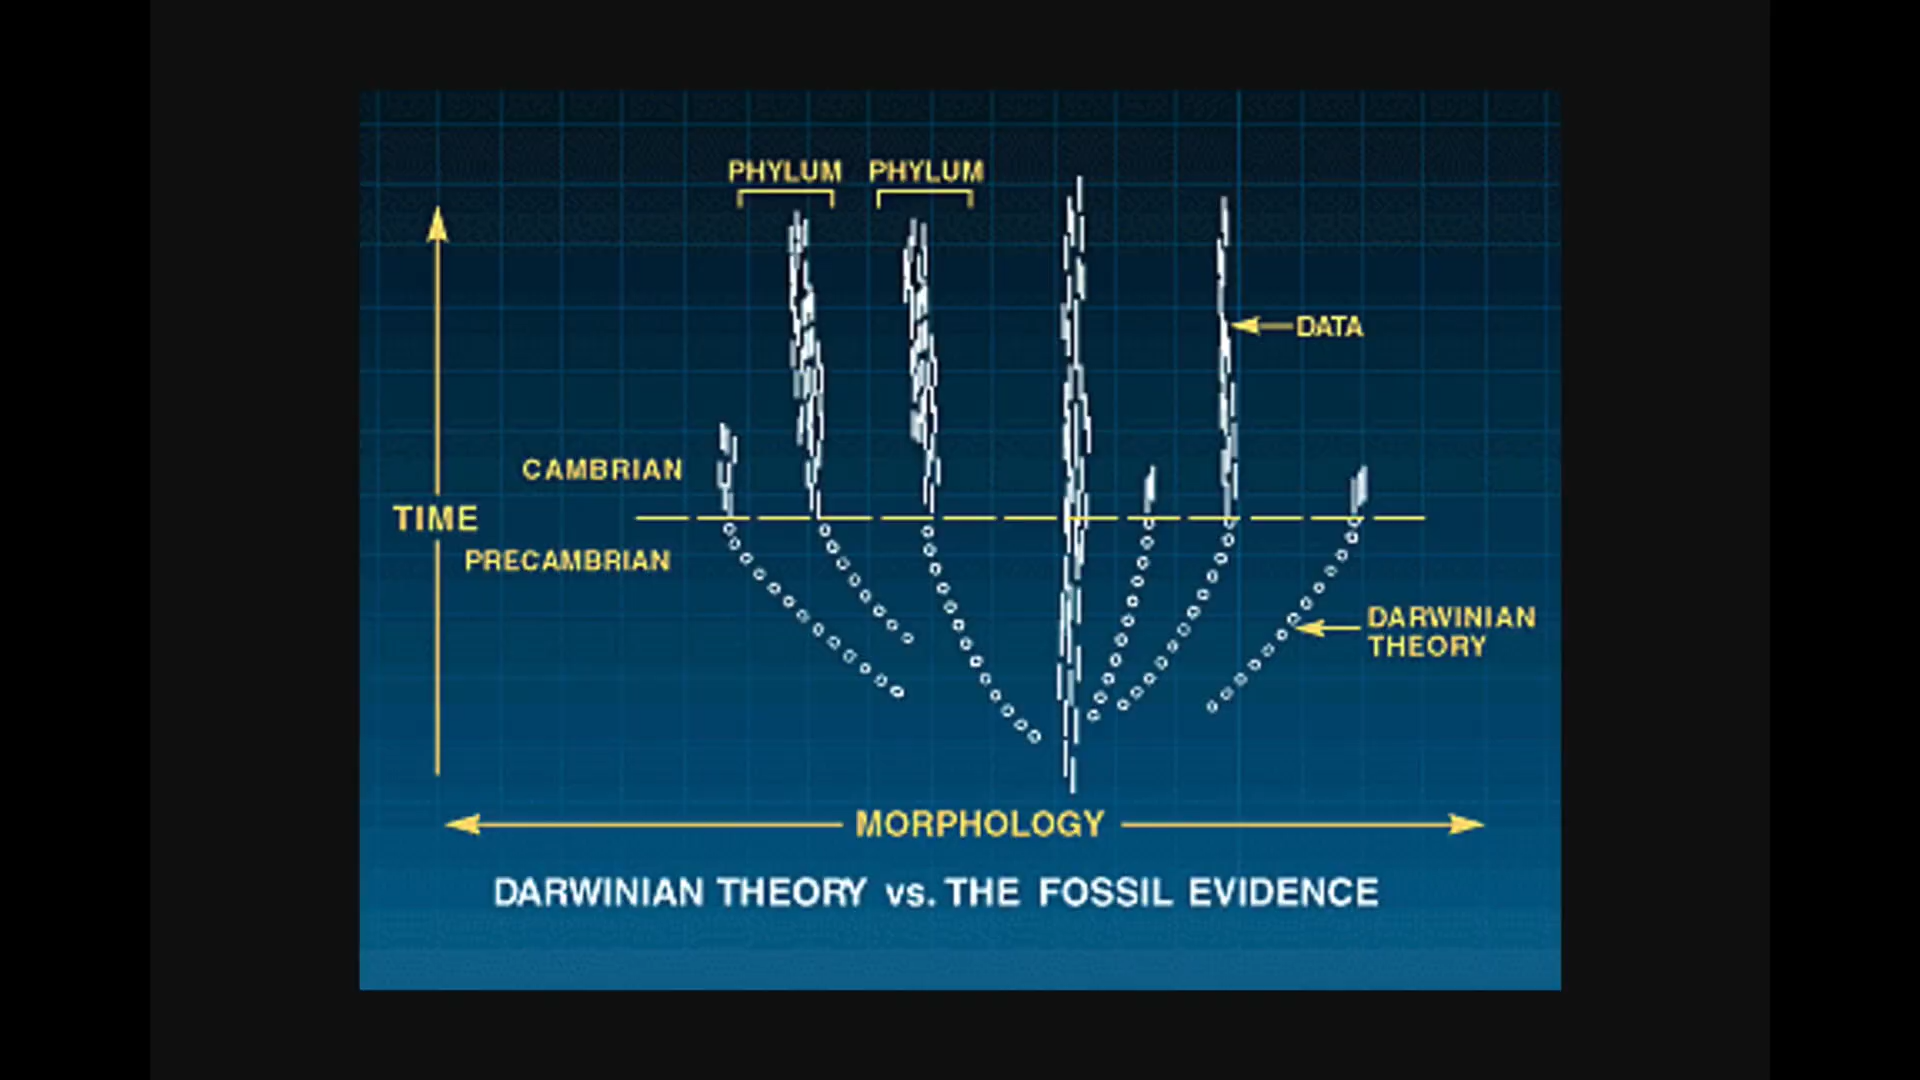 PHYLUM PHYLUM
DATA
CAMBRIAN
TIME
PRECAMBRIAN
DARWINIAN
THEORY
MORPHOLOGY
DARWINIAN THEORY vs. THE FOSSIL EVIDENCE